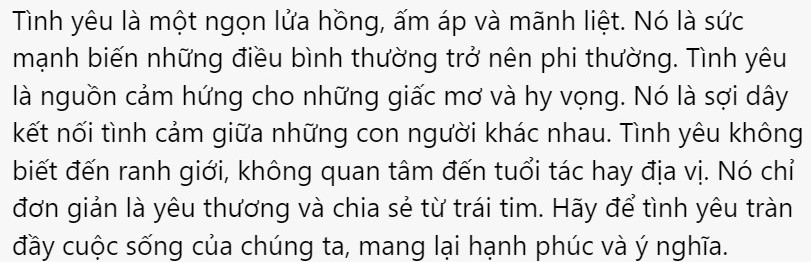 Tình yêu là một ngọn lửa hồng, ấm áp và mãnh liệt. Nó là sức
mạnh biến những điều bình thường trở nên phi thường. Tình yêu
là nguồn cảm hứng cho những giấc mơ và hy vọng. Nó là sợi dây
kết nối tình cảm giữa những con người khác nhau. Tình yêu không
biết đến ranh giới, không quan tâm đến tuổi tác hay địa vị. Nó chỉ
đơn giản là yêu thương và chia sẻ từ trái tim. Hãy để tình yêu tràn
đầy cuộc sống của chúng ta, mang lại hạnh phúc và ý nghĩa.